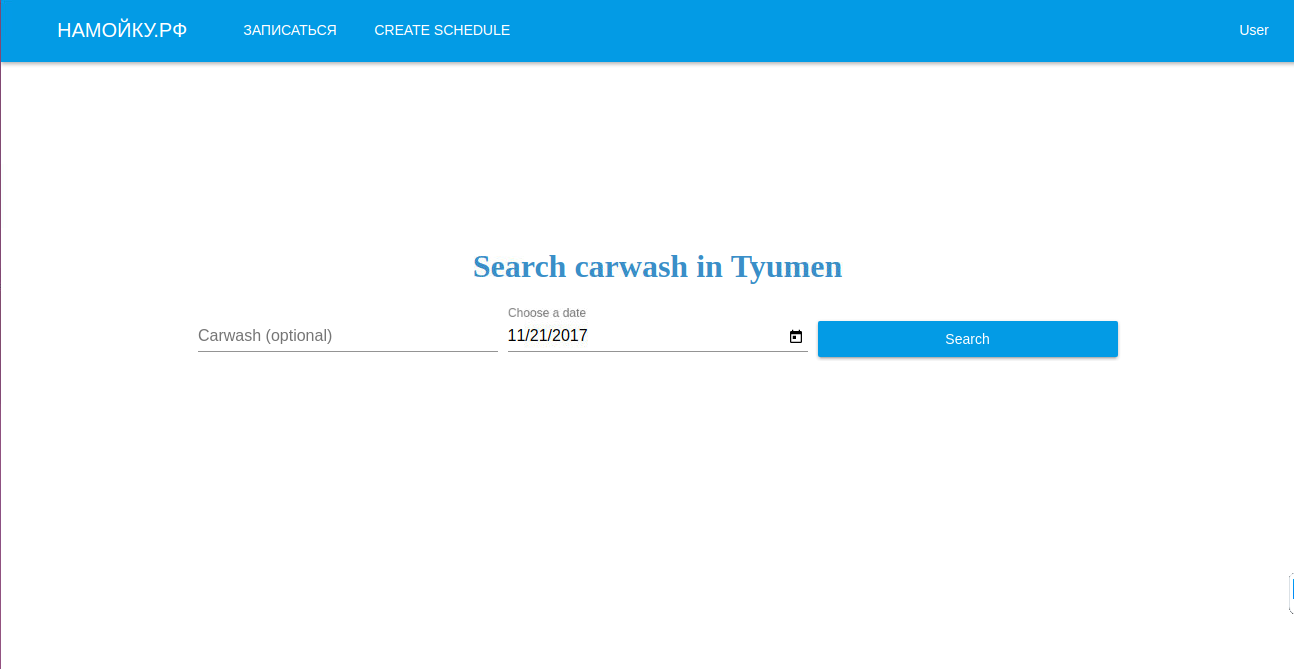 НАМОЙКУ.РФ ЗАПИСАТЬСЯ CREATE SCHEDULE User
Search carwash in Tyumen
Choose a date
Carwash (optional) 11/21/2017 Search